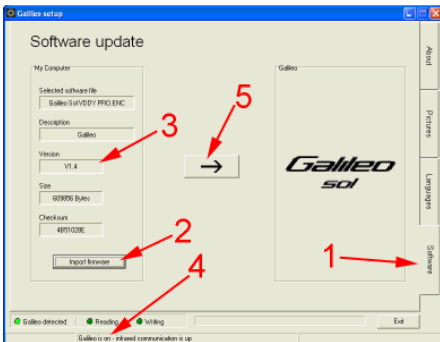 Galileo setup
Software update
My Computer
Selected software file
Galileo Sol VDDY PRO.ENC
Description
Galileo
Version
V1.4
Size
609856 Bytes
Checksum
4B51028E
Import firmware
Galileo
Galileo
sol
About
Pictures
Languages
Software
1
2
3
4
5
Galileo detected
Reading
Writing
Exit
Galileo is on - infrared communication is up